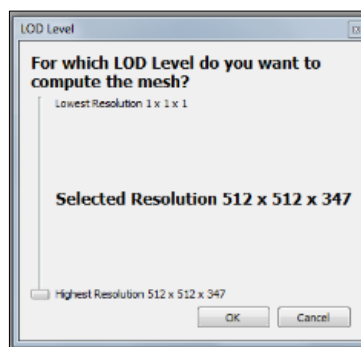 LOD Level
For which LOD Level do you want to
compute the mesh?
Lowest Resolution 1 x 1 x 1
Selected Resolution 512 x 512 x 347
Highest Resolution 512 x 512 x 347
OK
Cancel